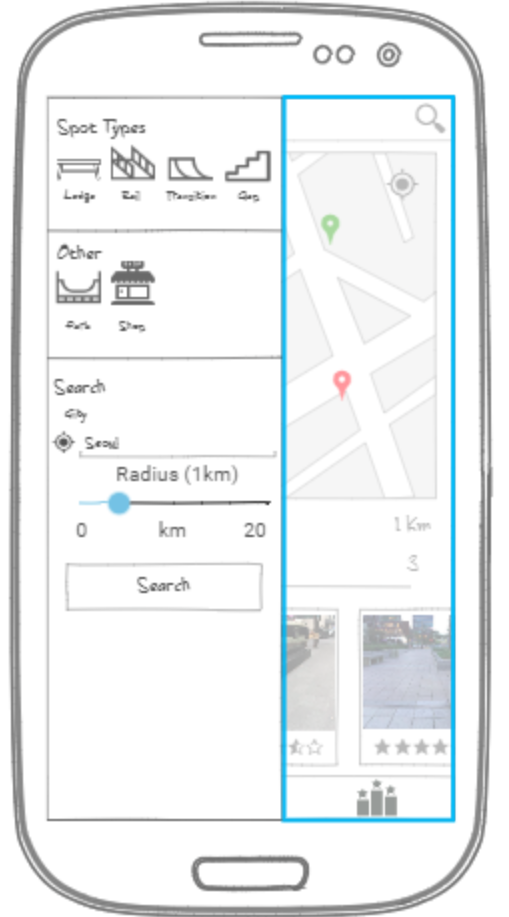 Spot Types
Ledge Rail Transition Gap
Other
Park Shop
Search
City
Seoul
Radius (1km)
0 km 20
Search
1 Km
3